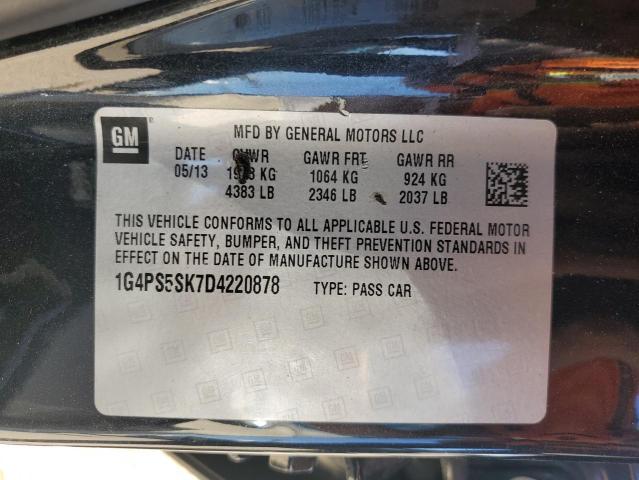 GM ®
MFD BY GENERAL MOTORS LLC
DATE GVWR GAWR FRT GAWR RR
05/13 KG 1064 KG 924 KG
4383 LB 2346 LB 2037 LB
THIS VEHICLE CONFORMS TO ALL APPLICABLE U.S. FEDERAL MOTOR
VEHICLE SAFETY, BUMPER, AND THEFT PREVENTION STANDARDS IN
EFFECT ON THE DATE OF MANUFACTURE SHOWN ABOVE.
1G4PS5SK7D4220878 TYPE: PASS CAR